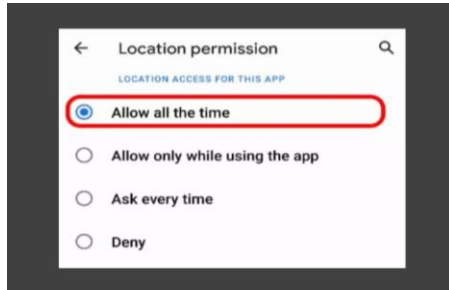 Location permission
LOCATION ACCESS FOR THIS APP
Allow all the time
Allow only while using the app
Ask every time
Deny